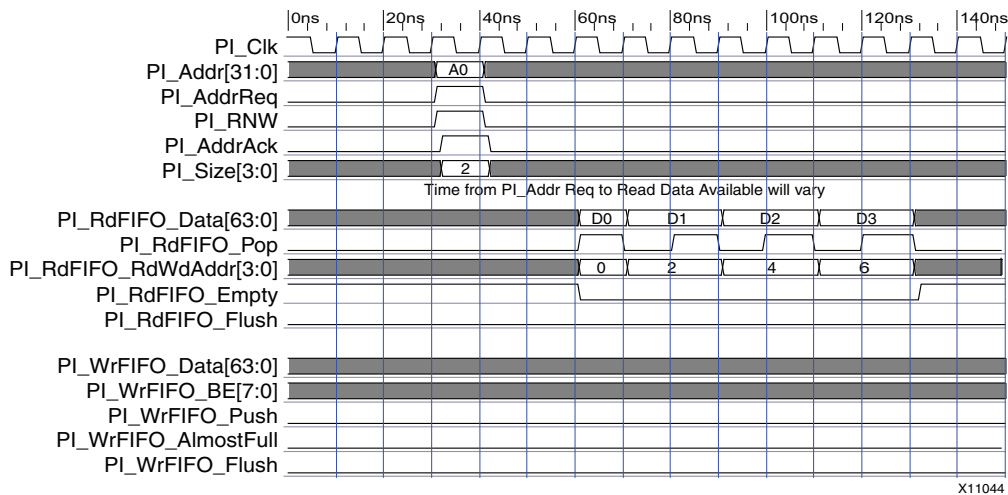 0ns 20ns 40ns 60ns 80ns 100ns 120ns 140ns
PI_Clk
PI_Addr[31:0] A0
PI_AddrReq
PI_RNW
PI_AddrAck
PI_Size[3:0] 2
Time from PI_Addr Req to Read Data Available will vary
PI_RdFIFO_Data[63:0] D0 D1 D2 D3
PI_RdFIFO_Pop
PI_RdFIFO_RdWdAddr[3:0] 0 2 4 6
PI_RdFIFO_Empty
PI_RdFIFO_Flush
PI_WrFIFO_Data[63:0]
PI_WrFIFO_BE[7:0]
PI_WrFIFO_Push
PI_WrFIFO_AlmostFull
PI_WrFIFO_Flush
X11044